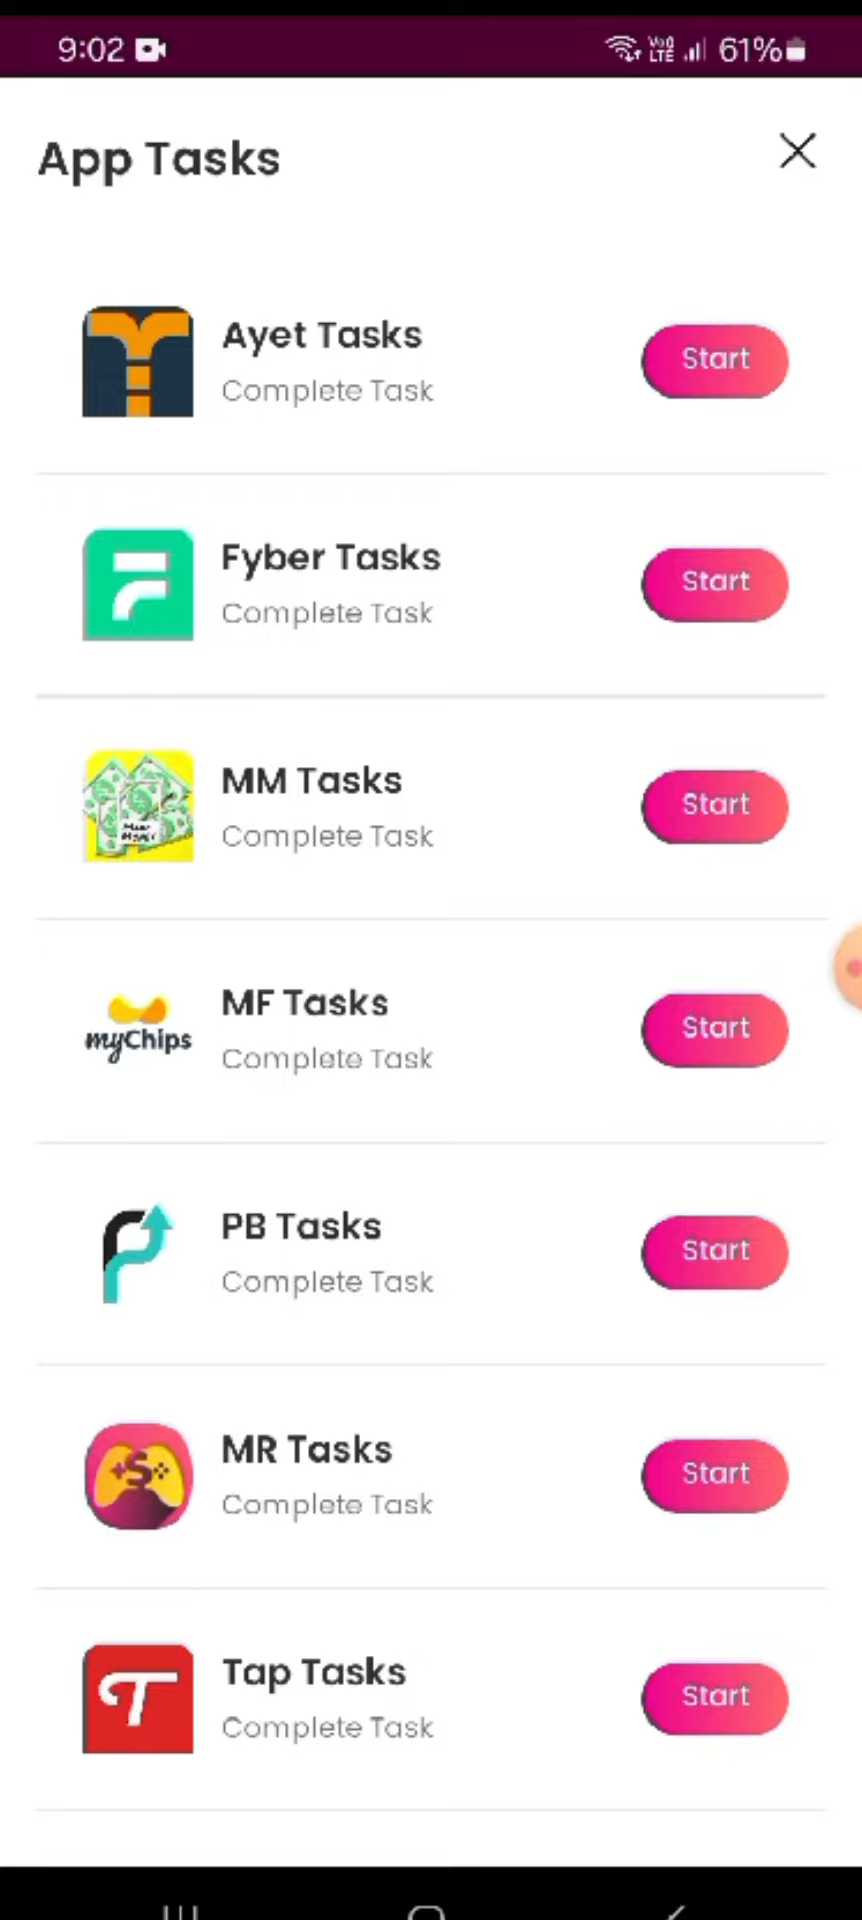 9:02 Vo) LTE 61%
App Tasks
Ayet Tasks
Complete Task
Start
Fyber Tasks
Complete Task
Start
MM Tasks
Complete Task
Start
myChips
MF Tasks
Complete Task
Start
PB Tasks
Complete Task
Start
MR Tasks
Complete Task
Start
Tap Tasks
Complete Task
Start